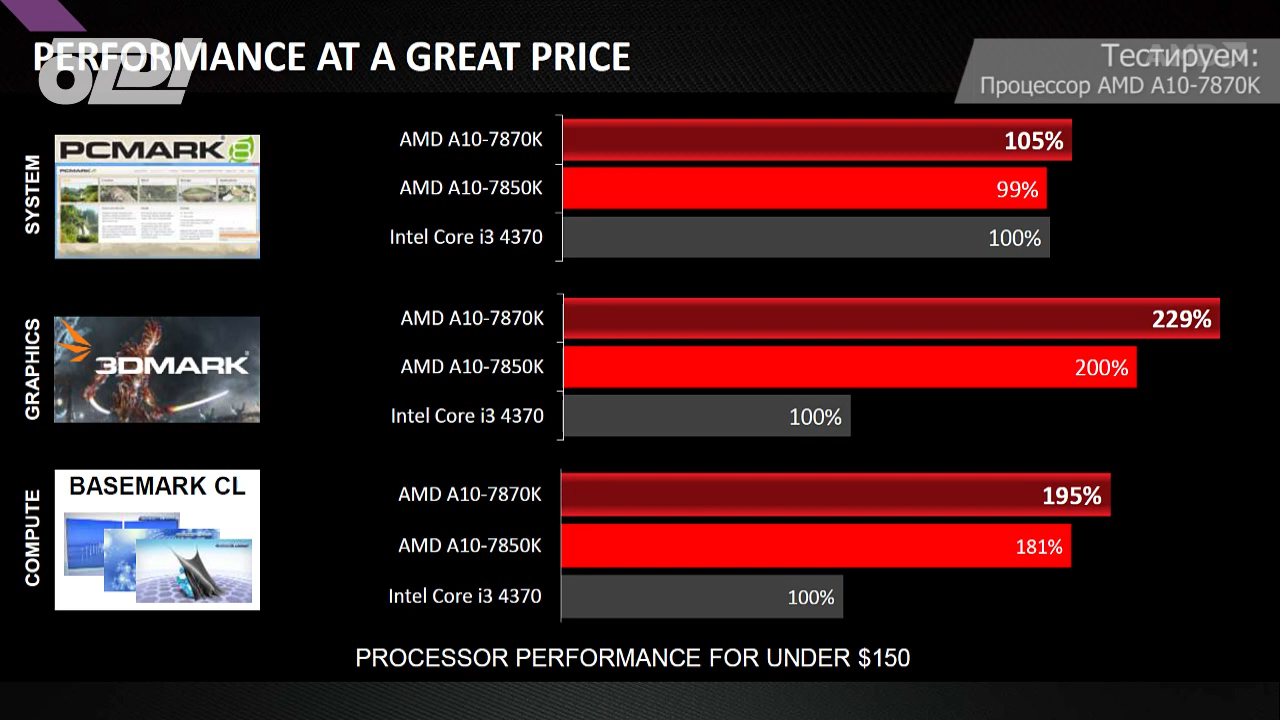 PERFORMANCE AT A GREAT PRICE
Тестируем:
Процессор AMD A10-7870K
SYSTEM
PCMARK 8
AMD A10-7870K
105%
AMD A10-7850K
99%
Intel Core i3 4370
100%
GRAPHICS
3DMARK
AMD A10-7870K
229%
AMD A10-7850K
200%
Intel Core i3 4370
100%
COMPUTE
BASEMARK CL
AMD A10-7870K
195%
AMD A10-7850K
181%
Intel Core i3 4370
100%
PROCESSOR PERFORMANCE FOR UNDER $150